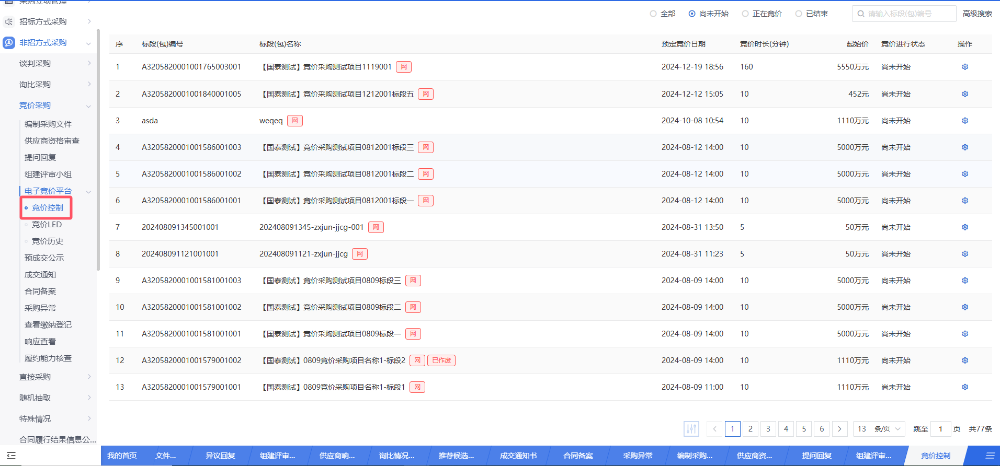 采购立项管理
招标方式采购
非招方式采购
谈判采购
询比采购
竞价采购
编制采购文件
供应商资格审查
提问回复
组建评审小组
电子竞价平台
竞价控制
竞价LED
竞价历史
预成交公示
成交通知
合同备案
采购异常
查看缴纳登记
响应查看
履约能力核查
直接采购
随机抽取
特殊情况
合同履行结果信息公...
全部 尚未开始 正在竞价 已结束 请输入标段(包)编号 高级搜索
序 标段(包)编号 标段(包)名称 预定竞价日期 竞价时长(分钟) 起始价 竞价进行状态 操作
1 A3205820001001765003001 【国泰测试】竞价采购测试项目1119001 网 2024-12-19 18:56 160 5550万元 尚未开始
2 A3205820001001840001005 【国泰测试】竞价采购测试项目1212001标段五 网 2024-12-12 15:05 10 452元 尚未开始
3 asda weqeq 网 2024-10-08 10:54 10 1110万元 尚未开始
4 A3205820001001586001003 【国泰测试】竞价采购测试项目0812001标段三 网 2024-08-12 14:00 10 5000万元 尚未开始
5 A3205820001001586001002 【国泰测试】竞价采购测试项目0812001标段二 网 2024-08-12 14:00 10 5000万元 尚未开始
6 A3205820001001586001001 【国泰测试】竞价采购测试项目0812001标段一 网 2024-08-12 14:00 10 5000万元 尚未开始
7 202408091345001001 202408091345-zxjun-jjcg-001 网 2024-08-31 13:50 5 50万元 尚未开始
8 202408091121001001 202408091121-zxjun-jjcg 网 2024-08-31 11:23 5 50万元 尚未开始
9 A3205820001001581001003 【国泰测试】竞价采购测试项目0809标段三 网 2024-08-09 14:00 10 5000万元 尚未开始
10 A3205820001001581001002 【国泰测试】竞价采购测试项目0809标段二 网 2024-08-09 14:00 10 5000万元 尚未开始
11 A3205820001001581001001 【国泰测试】竞价采购测试项目0809标段一 网 2024-08-09 14:00 10 5000万元 尚未开始
12 A3205820001001579001002 【国泰测试】0809竞价采购项目名称1-标段2 网 已作废 2024-08-09 14:00 10 1110万元 尚未开始
13 A3205820001001579001001 【国泰测试】0809竞价采购项目名称1-标段1 网 2024-08-09 11:00 10 1110万元 尚未开始
1 2 3 4 5 6 13 条/页 跳至 1 页 共77条
我的首页 文件... 异议回复 组建评审... 供应商响... 询比情况... 推荐候选... 成交通知书 合同备案 采购异常 编制采购... 供应商资... 提问回复 组建评审... 竞价控制